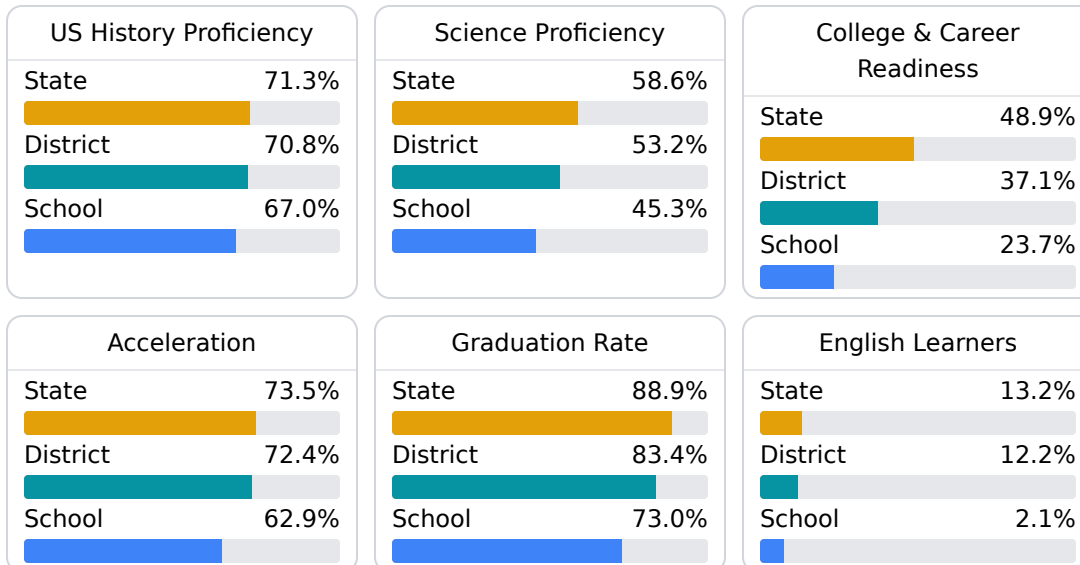 US History Proficiency
State 71.3%
District 70.8%
School 67.0%
Science Proficiency
State 58.6%
District 53.2%
School 45.3%
College & Career
Readiness
State 48.9%
District 37.1%
School 23.7%
Acceleration
State 73.5%
District 72.4%
School 62.9%
Graduation Rate
State 88.9%
District 83.4%
School 73.0%
English Learners
State 13.2%
District 12.2%
School 2.1%